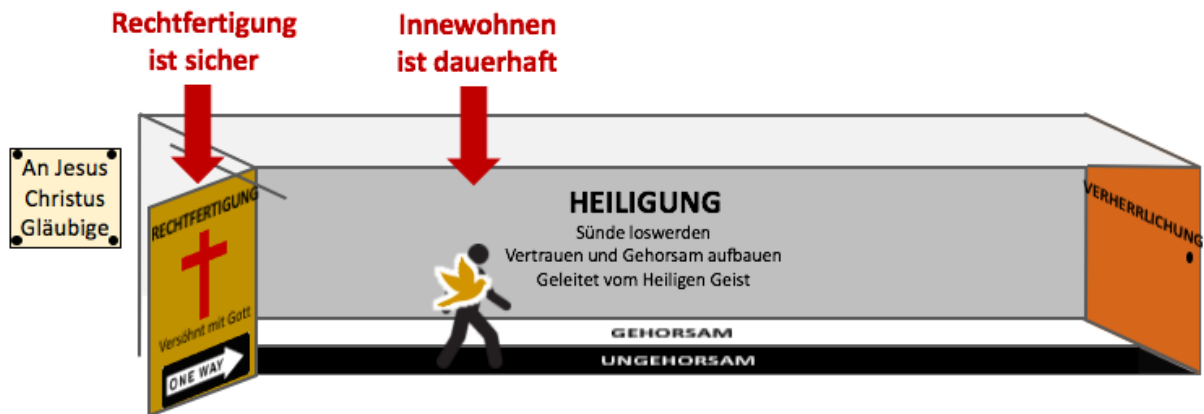 Rechtfertigung
ist sicher
Innewohnen
ist dauerhaft
An Jesus
Christus
Gläubige
RECHTFERTIGUNG
Versöhnt mit Gott
ONE WAY
HEILIGUNG
Sünde loswerden
Vertrauen und Gehorsam aufbauen
Geleitet vom Heiligen Geist
GEHORSAM
UNGEHORSAM
VERHERRLICHUNG